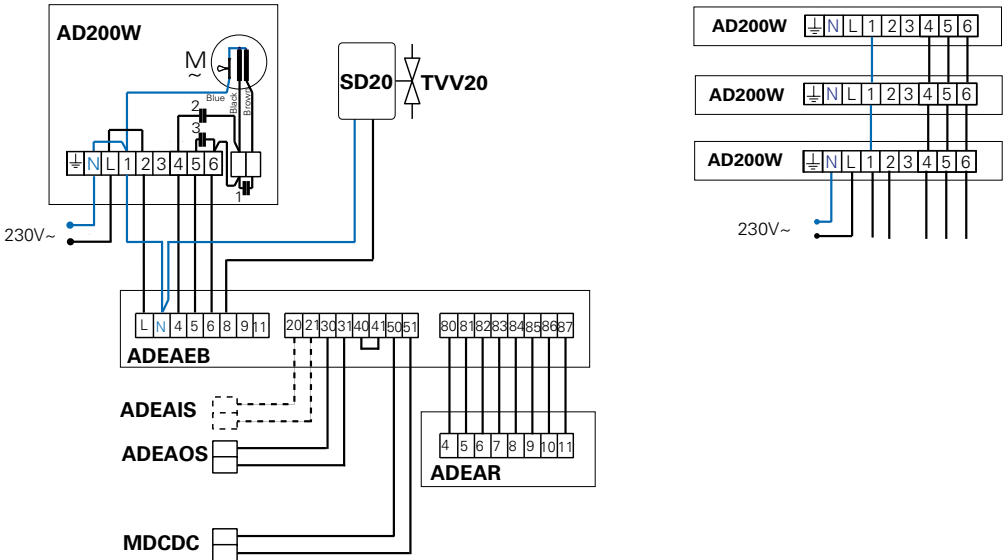 AD200W
M
~
Blue
Black
Brown
2
3
N L 1 2 3 4 5 6
1
230V~
SD20
TVV20
L N 4 5 6 8 9 11
20 21 30 31 40 41 50 51
80 81 82 83 84 85 86 87
ADEAEB
ADEAIS
ADEAOS
4 5 6 7 8 9 10 11
ADEAR
MDCDC
AD200W
N L 1 2 3 4 5 6
AD200W
N L 1 2 3 4 5 6
AD200W
N L 1 2 3 4 5 6
230V~